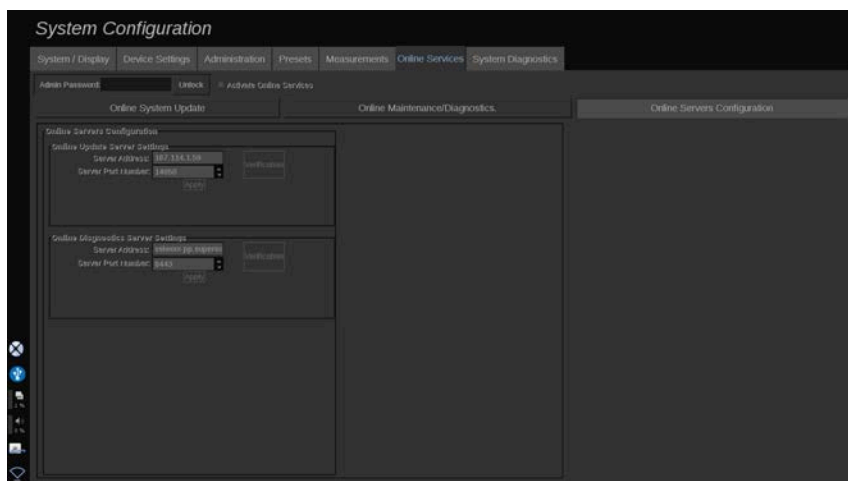 System Configuration
System / Display Device Settings Administration Presets Measurements Online Services System Diagnostics
Admin Password: Unlock Activate Online Services
Online System Update Online Maintenance/Diagnostics. Online Servers Configuration
Online Servers Configuration
Online Update Server Settings
Server Address:
Verification
Server Port Number:
Apply
Online Diagnostics Server Settings
Server Address:
Verification
Server Port Number: 8443
Apply